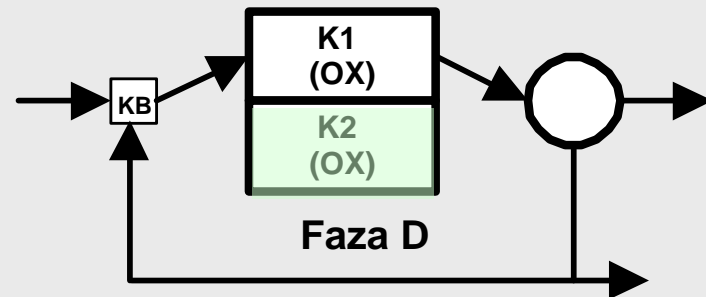 K1
(OX)
KB
K2
(OX)
Faza D